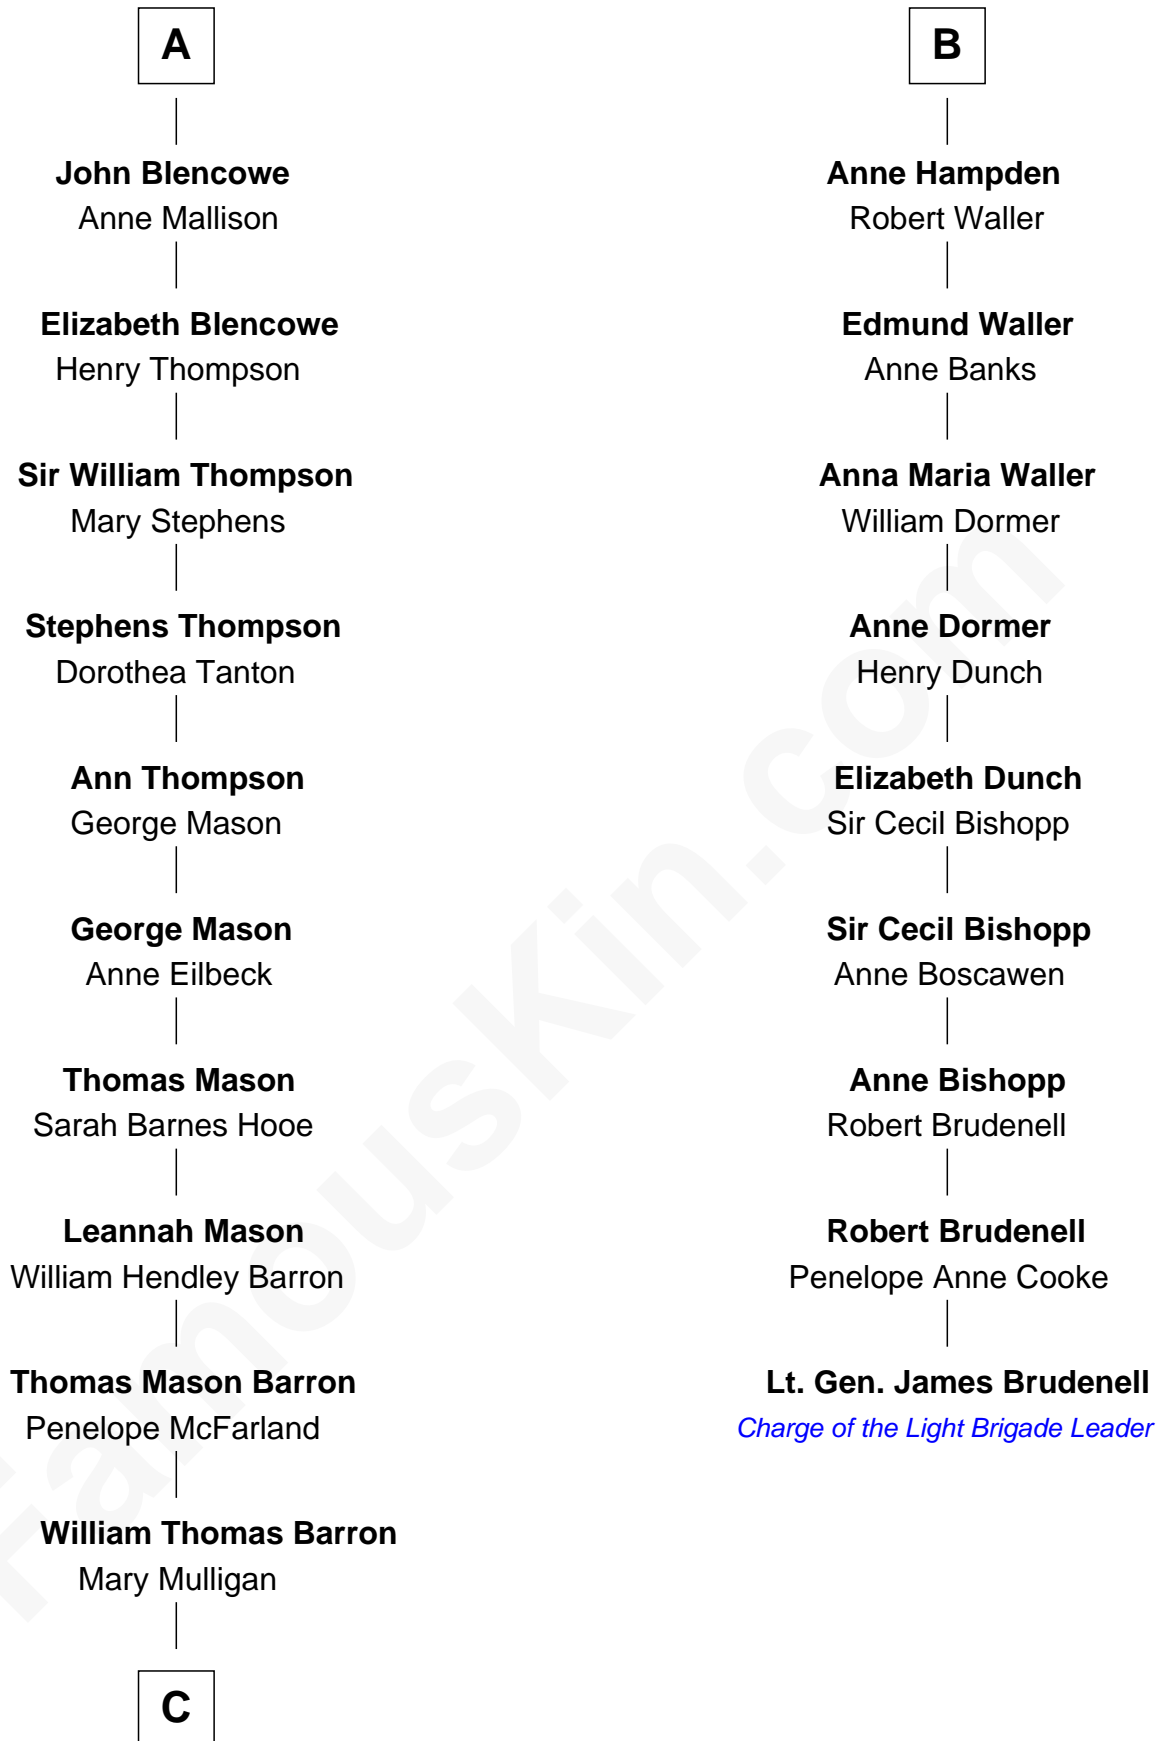 A
John Blencowe
Anne Mallison
Elizabeth Blencowe
Henry Thompson
Sir William Thompson
Mary Stephens
Stephens Thompson
Dorothea Tanton
Ann Thompson
George Mason
George Mason
Anne Eilbeck
Thomas Mason
Sarah Barnes Hooe
Leannah Mason
William Hendley Barron
Thomas Mason Barron
Penelope McFarland
William Thomas Barron
Mary Mulligan
C
B
Anne Hampden
Robert Waller
Edmund Waller
Anne Banks
Anna Maria Waller
William Dormer
Anne Dormer
Henry Dunch
Elizabeth Dunch
Sir Cecil Bishopp
Sir Cecil Bishopp
Anne Boscawen
Anne Bishopp
Robert Brudenell
Robert Brudenell
Penelope Anne Cooke
Lt. Gen. James Brudenell
Charge of the Light Brigade Leader
FamousKin.com